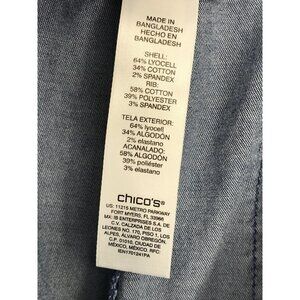 MADE IN
BANGLADESH
HECHO EN
BANGLADESH
SHELL:
64% LYOCELL
34% COTTON
2% SPANDEX
RIB:
58% COTTON
39% POLYESTER
3% SPANDEX
TELA EXTERIOR:
64% lyocell
34% ALGODÓN
2% elastano
ACANALADO:
58% ALGODÓN
39% poliéster
3% elastano
chico's®
US: 11215 METRO PARKWAY
FORT MYERS, FL 33966
MX: IB ENTERPRISES S.A. DE
C.V. CALZADA DE LOS
LEONES NO. 170, PISO 1, LOS
ALPES, ÁLVARO OBREGÓN,
C.P. 01010, CIUDAD DE
MÉXICO, MÉXICO, RFC:
IEN1701241PA